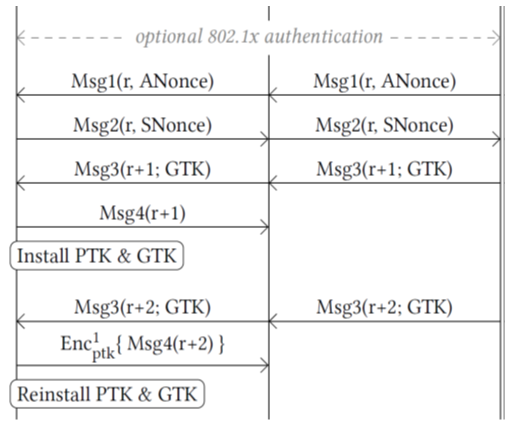 optional 802.1x authentication
Msg1(r, ANonce) Msg1(r, ANonce)
Msg2(r, SNonce) Msg2(r, SNonce)
Msg3(r+1; GTK) Msg3(r+1; GTK)
Msg4(r+1)
Install PTK & GTK
Msg3(r+2; GTK) Msg3(r+2; GTK)
Enc¹ptk{ Msg4(r+2) }
Reinstall PTK & GTK